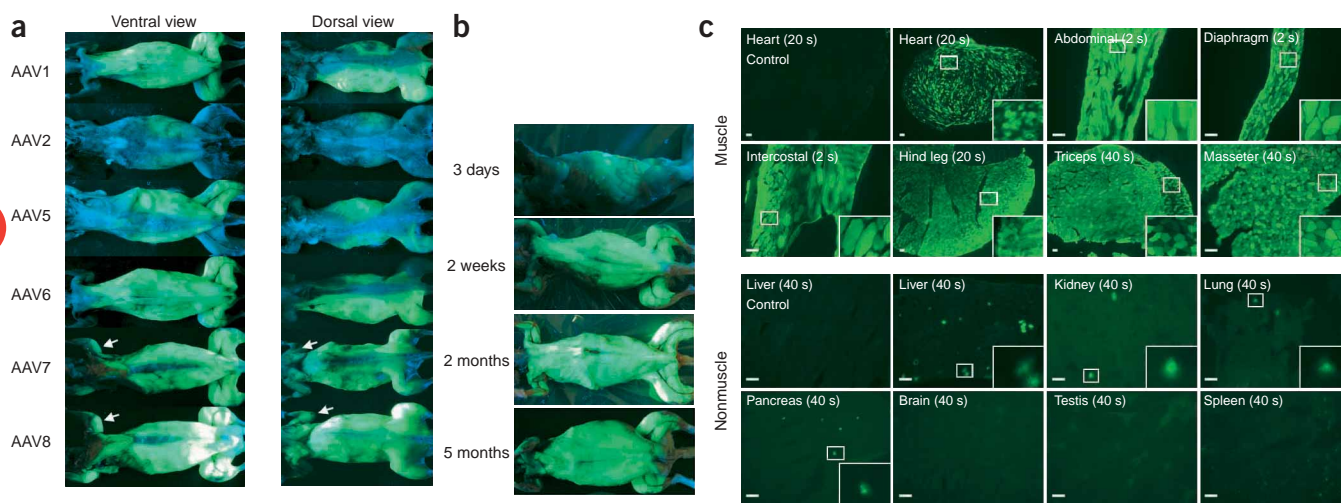 a
Ventral view
Dorsal view
AAV1
AAV2
AAV5
AAV6
AAV7
AAV8
b
3 days
2 weeks
2 months
5 months
c
Muscle
Heart (20 s)
Control
Heart (20 s)
Abdominal (2 s)
Diaphragm (2 s)
Intercostal (2 s)
Hind leg (20 s)
Triceps (40 s)
Masseter (40 s)
Nonmuscle
Liver (40 s)
Control
Liver (40 s)
Kidney (40 s)
Lung (40 s)
Pancreas (40 s)
Brain (40 s)
Testis (40 s)
Spleen (40 s)